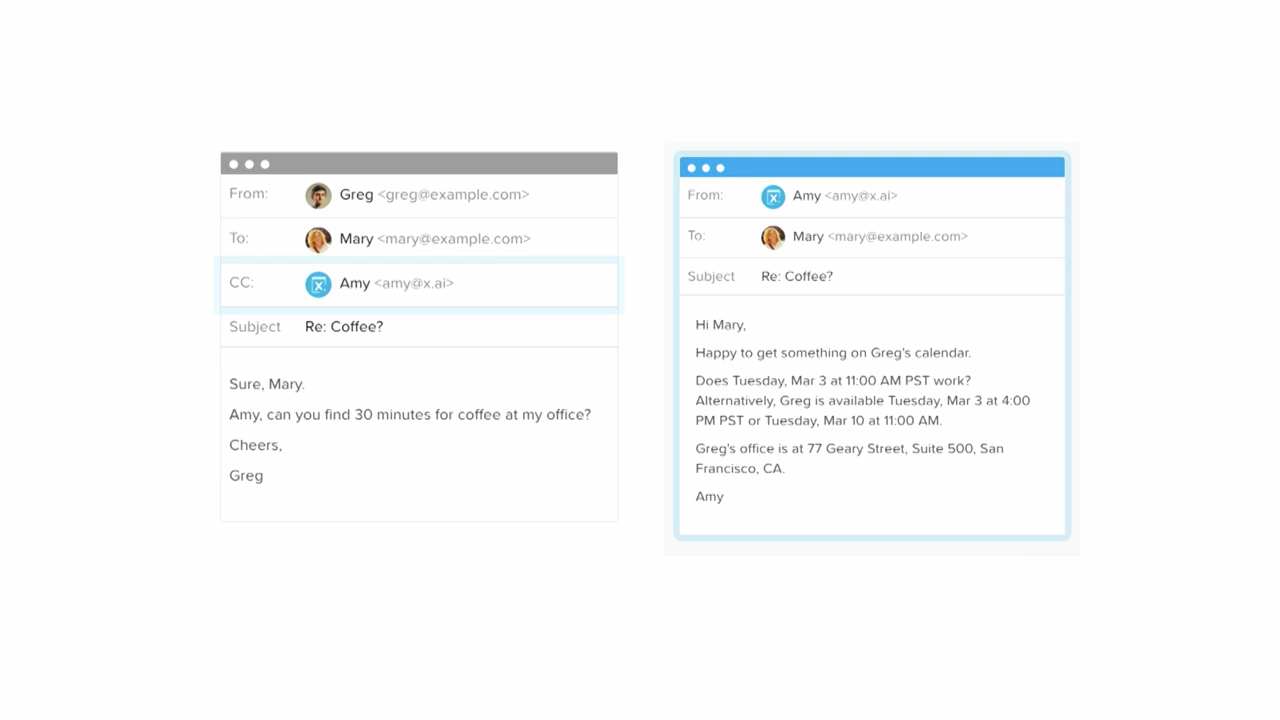 From: Greg <greg@example.com>
To: Mary <mary@example.com>
CC: Amy <amy@x.ai>
Subject Re: Coffee?
Sure, Mary.
Amy, can you find 30 minutes for coffee at my office?
Cheers,
Greg
From: Amy <amy@x.ai>
To: Mary <mary@example.com>
Subject Re: Coffee?
Hi Mary,
Happy to get something on Greg's calendar.
Does Tuesday, Mar 3 at 11:00 AM PST work?
Alternatively, Greg is available Tuesday, Mar 3 at 4:00
PM PST or Tuesday, Mar 10 at 11:00 AM.
Greg's office is at 77 Geary Street, Suite 500, San
Francisco, CA.
Amy